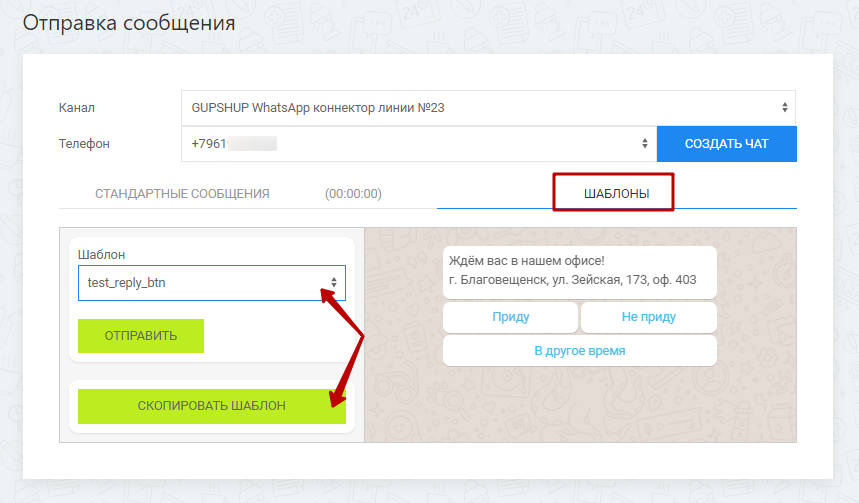 Отправка сообщения
Канал
GUPSHUP WhatsApp коннектор линии №23
Телефон
+7961
СОЗДАТЬ ЧАТ
СТАНДАРТНЫЕ СООБЩЕНИЯ (00:00:00)
ШАБЛОНЫ
Шаблон
test_reply_btn
ОТПРАВИТЬ
СКОПИРОВАТЬ ШАБЛОН
Ждём вас в нашем офисе!
г. Благовещенск, ул. Зейская, 173, оф. 403
Приду
Не приду
В другое время